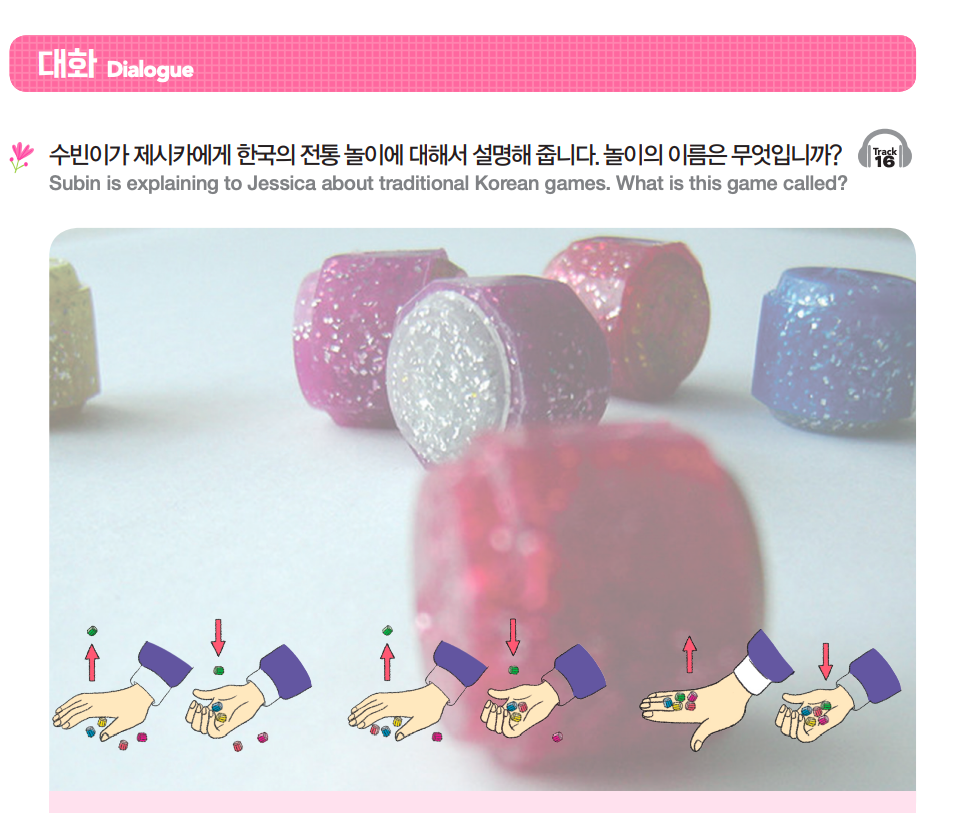 대화 Dialogue
수빈이가 제시카에게 한국의 전통 놀이에 대해서 설명해 줍니다. 놀이의 이름은 무엇입니까?
Track
16
Subin is explaining to Jessica about traditional Korean games. What is this game called?